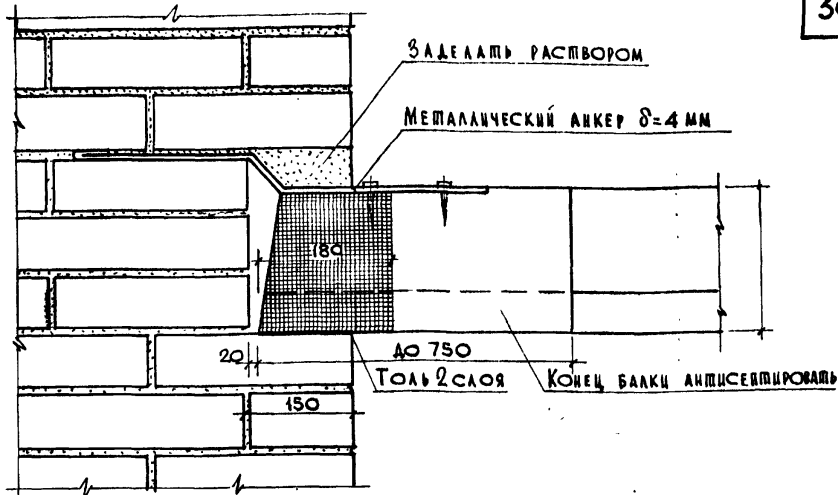 ЗАДЕЛАТЬ РАСТВОРОМ
МЕТАЛЛИЧЕСКИЙ АНКЕР δ=4 ММ
180
20
ДО 750
ТОЛЬ 2 СЛОЯ
КОНЕЦ БАЛКИ АНТИСЕПТИРОВАТЬ
150